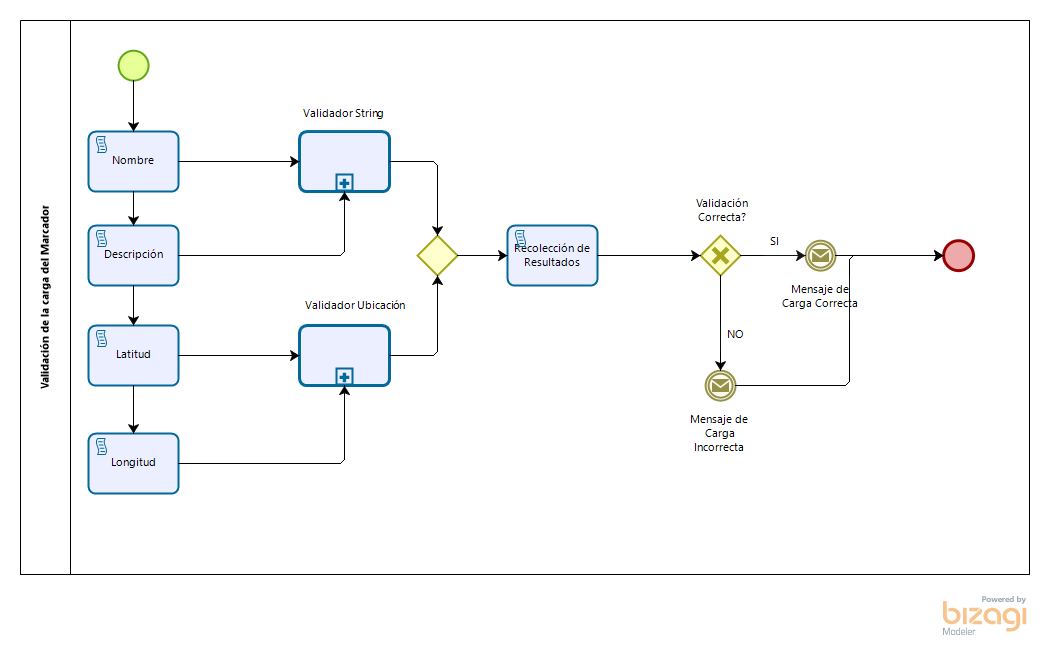 Validación de la carga del Marcador
Nombre
Descripción
Latitud
Longitud
Validador String
Validador Ubicación
Recolección de
Resultados
Validación
Correcta?
SI
NO
Mensaje de
Carga Correcta
Mensaje de
Carga
Incorrecta
Powered by
bizagi
Modeler